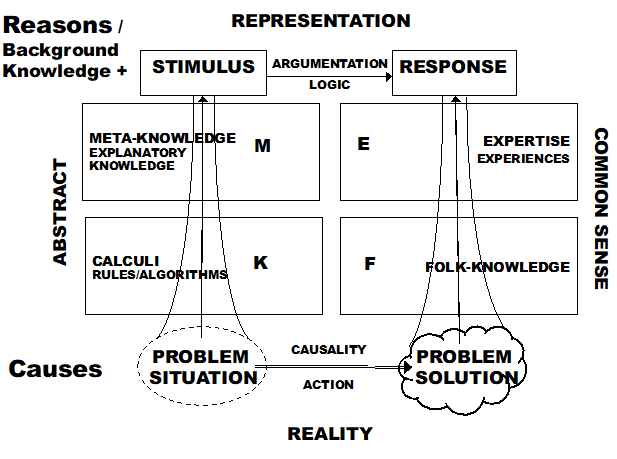 REPRESENTATION
Reasons /
Background
Knowledge +
STIMULUS
ARGUMENTATION
LOGIC
RESPONSE
META-KNOWLEDGE
EXPLANATORY
KNOWLEDGE
M
E
EXPERTISE
EXPERIENCES
ABSTRACT
COMMON SENSE
CALCULI
RULES/ALGORITHMS
K
F
FOLK-KNOWLEDGE
Causes
PROBLEM
SITUATION
CAUSALITY
ACTION
PROBLEM
SOLUTION
REALITY